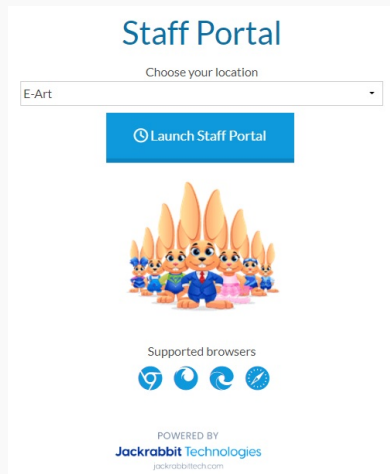 Staff Portal
Choose your location
E-Art
Launch Staff Portal
Supported browsers
POWERED BY
Jackrabbit Technologies
jackrabbittech.com